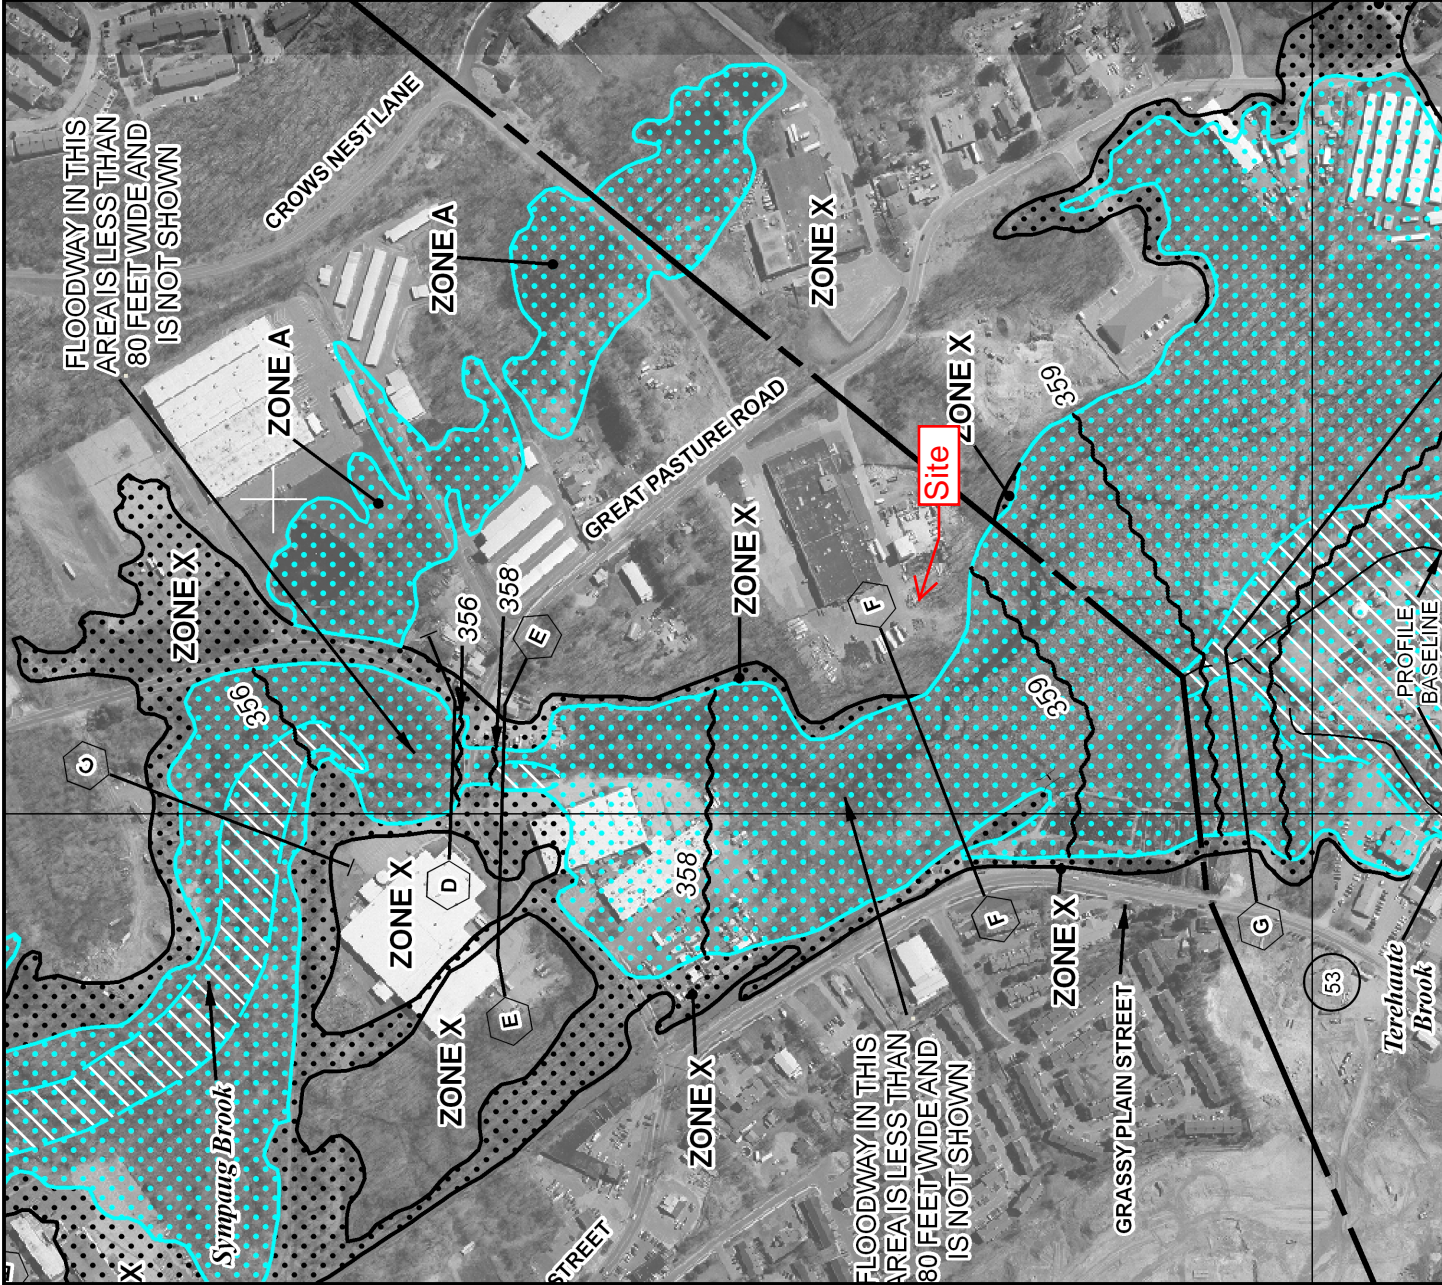 FLOODWAY IN THIS
AREA IS LESS THAN
80 FEET WIDE AND
IS NOT SHOWN
CROWS NEST LANE
ZONE A
ZONE X
ZONE A
ZONE X
359
GREAT PASTURE ROAD
Site
ZONE X
ZONE X
356
358
E
F
356
359
C
PROFILE
BASELINE
358
ZONE X
D
F
G
ZONE X
ZONE X
E
53
Terehaute
Brook
GRASSY PLAIN STREET
FLOODWAY IN THIS
AREA IS LESS THAN
80 FEET WIDE AND
IS NOT SHOWN
ZONE X
Sympaug Brook
STREET
X